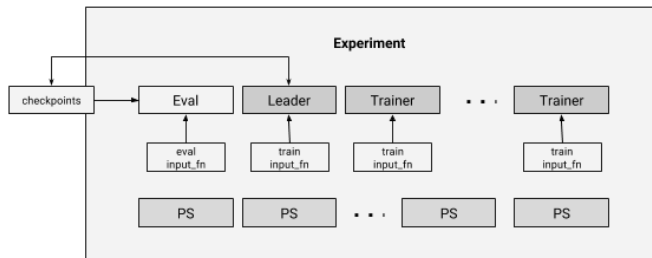 Experiment
checkpoints
Eval
Leader
Trainer
. . .
Trainer
eval
input_fn
train
input_fn
train
input_fn
train
input_fn
PS
PS
. . .
PS
PS